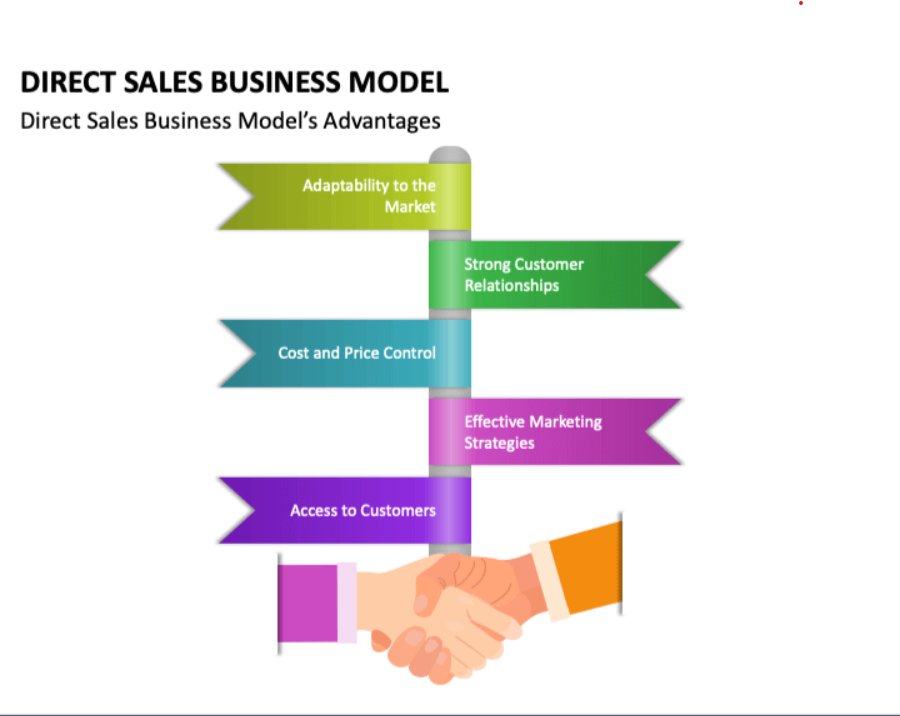 DIRECT SALES BUSINESS MODEL
Direct Sales Business Model’s Advantages
Adaptability to the
Market
Strong Customer
Relationships
Cost and Price Control
Effective Marketing
Strategies
Access to Customers